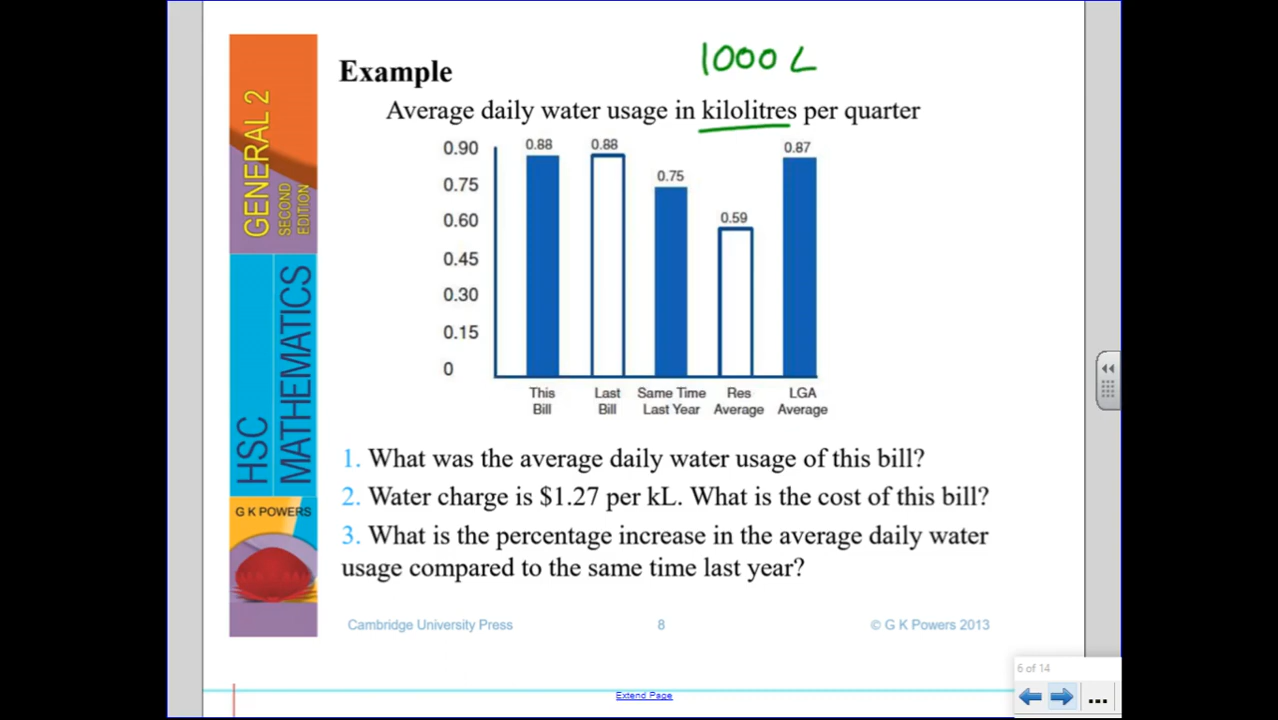 GENERAL 2
SECOND
EDITION
HSC
MATHEMATICS
G K POWERS
Example
1000 L
Average daily water usage in kilolitres per quarter
0.90
0.75
0.60
0.45
0.30
0.15
0
0.88
0.88
0.75
0.59
0.87
This
Bill
Last
Bill
Same Time
Last Year
Res
Average
LGA
Average
1. What was the average daily water usage of this bill?
2. Water charge is $1.27 per kL. What is the cost of this bill?
3. What is the percentage increase in the average daily water
usage compared to the same time last year?
Cambridge University Press
8
© G K Powers 2013
6 of 14
...
Extend Page